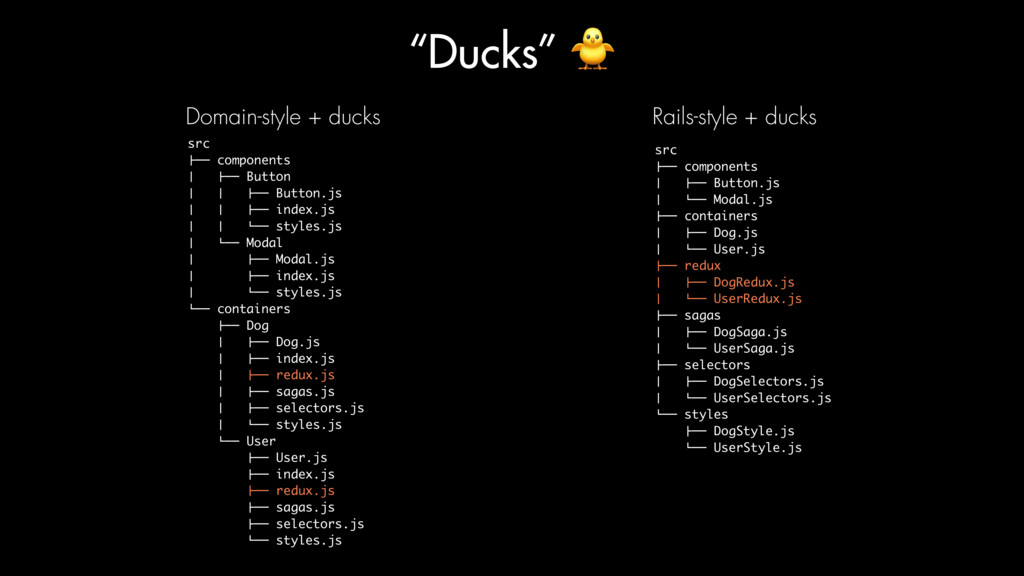 “Ducks” 🐥
Domain-style + ducks
src
├── components
|   ├── Button
|   |   ├── Button.js
|   |   ├── index.js
|   |   └── styles.js
|   └── Modal
|       ├── Modal.js
|       ├── index.js
|       └── styles.js
└── containers
    ├── Dog
    |   ├── Dog.js
    |   ├── index.js
    |   ├── redux.js
    |   ├── sagas.js
    |   ├── selectors.js
    |   └── styles.js
    └── User
        ├── User.js
        ├── index.js
        ├── redux.js
        ├── sagas.js
        ├── selectors.js
        └── styles.js
Rails-style + ducks
src
├── components
|   ├── Button.js
|   └── Modal.js
├── containers
|   ├── Dog.js
|   └── User.js
├── redux
|   ├── DogRedux.js
|   └── UserRedux.js
├── sagas
|   ├── DogSaga.js
|   └── UserSaga.js
├── selectors
|   ├── DogSelectors.js
|   └── UserSelectors.js
└── styles
    ├── DogStyle.js
    └── UserStyle.js